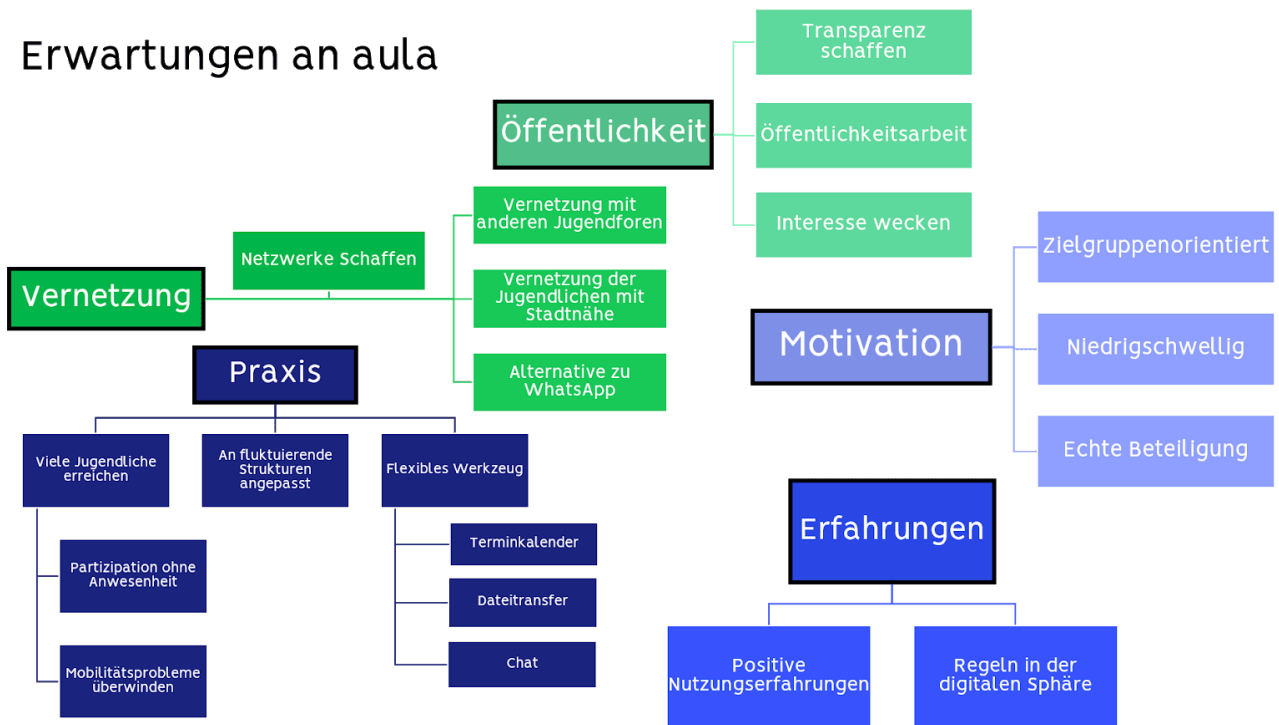 Erwartungen an aula
Öffentlichkeit
Transparenz
schaffen
Öffentlichkeitsarbeit
Interesse wecken
Vernetzung
Netzwerke Schaffen
Vernetzung mit
anderen Jugendforen
Vernetzung der
Jugendlichen mit
Stadtnähe
Alternative zu
WhatsApp
Motivation
Zielgruppenorientiert
Niedrigschwellig
Echte Beteiligung
Praxis
Viele Jugendliche
erreichen
Partizipation ohne
Anwesenheit
Mobilitätsprobleme
überwinden
An fluktuierende
Strukturen
angepasst
Flexibles Werkzeug
Terminkalender
Dateitransfer
Chat
Erfahrungen
Positive
Nutzungserfahrungen
Regeln in der
digitalen Sphäre